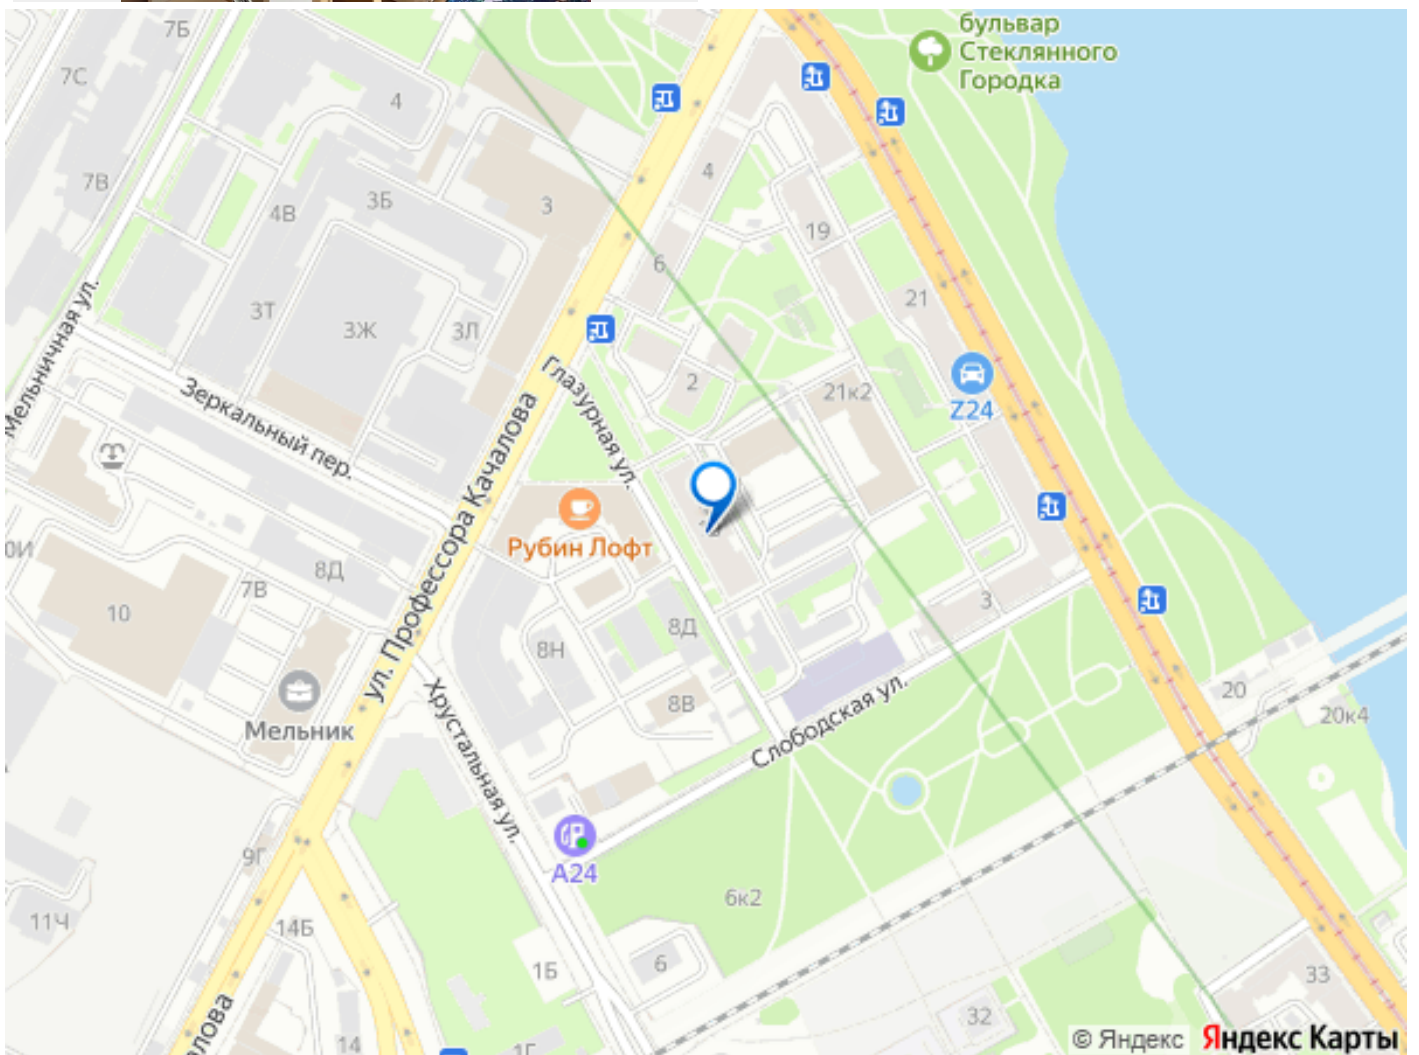 7Б
бульвар
Стеклянного
Городка
7С
4
4
7В
3Б
3
4В
19
6
21
3Т
3Ж
3Л
Мельничная ул.
Глазурная ул.
2
21к2
Z24
Зеркальный пер.
ул. Профессора Качалова
Рубин Лофт
8Д
7В
10
3
8Д
8Н
8В
Мельник
Хрустальная ул.
Слободская ул.
20
20к4
9Г
А24
6к2
11Ч
14Б
1Б
6
33
32
14
1Г
© Яндекс Яндекс Карты